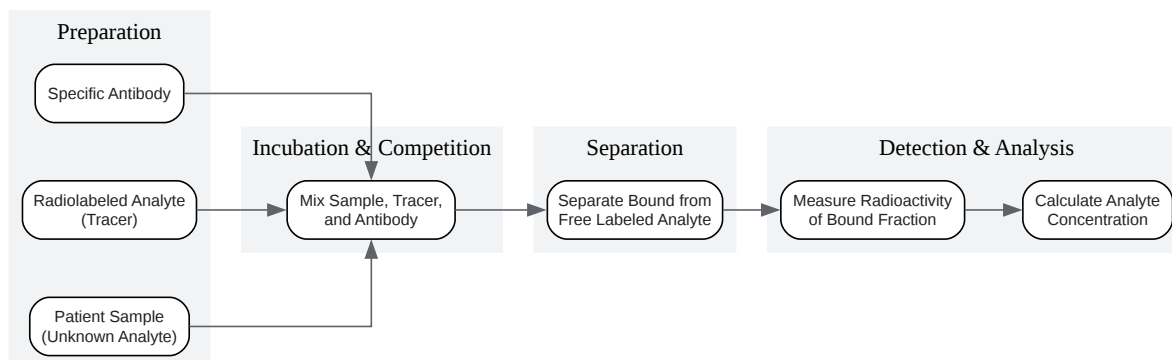 Preparation
Specific Antibody
Radiolabeled Analyte
(Tracer)
Patient Sample
(Unknown Analyte)
Incubation & Competition
Mix Sample, Tracer,
and Antibody
Separation
Separate Bound from
Free Labeled Analyte
Detection & Analysis
Measure Radioactivity
of Bound Fraction
Calculate Analyte
Concentration